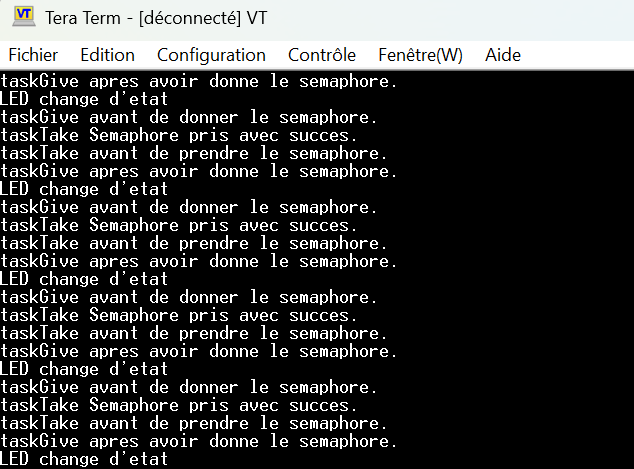 VT
Tera Term - [déconnecté] VT
Fichier Edition Configuration Contrôle Fenêtre(W) Aide
taskGive apres avoir donne le semaphore.
LED change d'etat
taskGive avant de donner le semaphore.
taskTake Semaphore pris avec succes.
taskTake avant de prendre le semaphore.
taskGive apres avoir donne le semaphore.
LED change d'etat
taskGive avant de donner le semaphore.
taskTake Semaphore pris avec succes.
taskTake avant de prendre le semaphore.
taskGive apres avoir donne le semaphore.
LED change d'etat
taskGive avant de donner le semaphore.
taskTake Semaphore pris avec succes.
taskTake avant de prendre le semaphore.
taskGive apres avoir donne le semaphore.
LED change d'etat
taskGive avant de donner le semaphore.
taskTake Semaphore pris avec succes.
taskTake avant de prendre le semaphore.
taskGive apres avoir donne le semaphore.
LED change d'etat